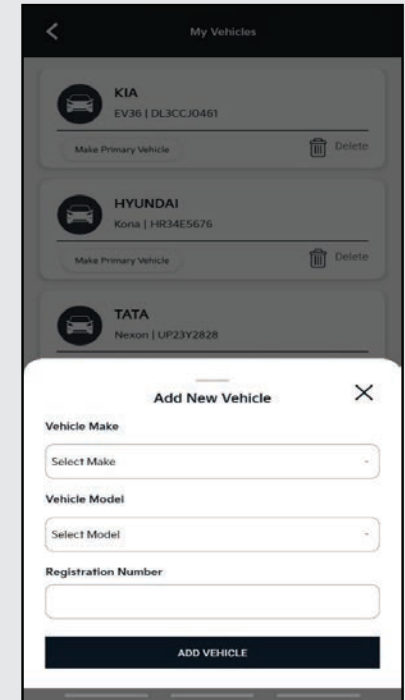 My Vehicles
KIA
EV36 | DL3CCJ0461
Make Primary Vehicle
Delete
HYUNDAI
Kona | HR34E5676
Make Primary Vehicle
Delete
TATA
Nexon | UP23Y2828
Add New Vehicle
Vehicle Make
Select Make
Vehicle Model
Select Model
Registration Number
ADD VEHICLE